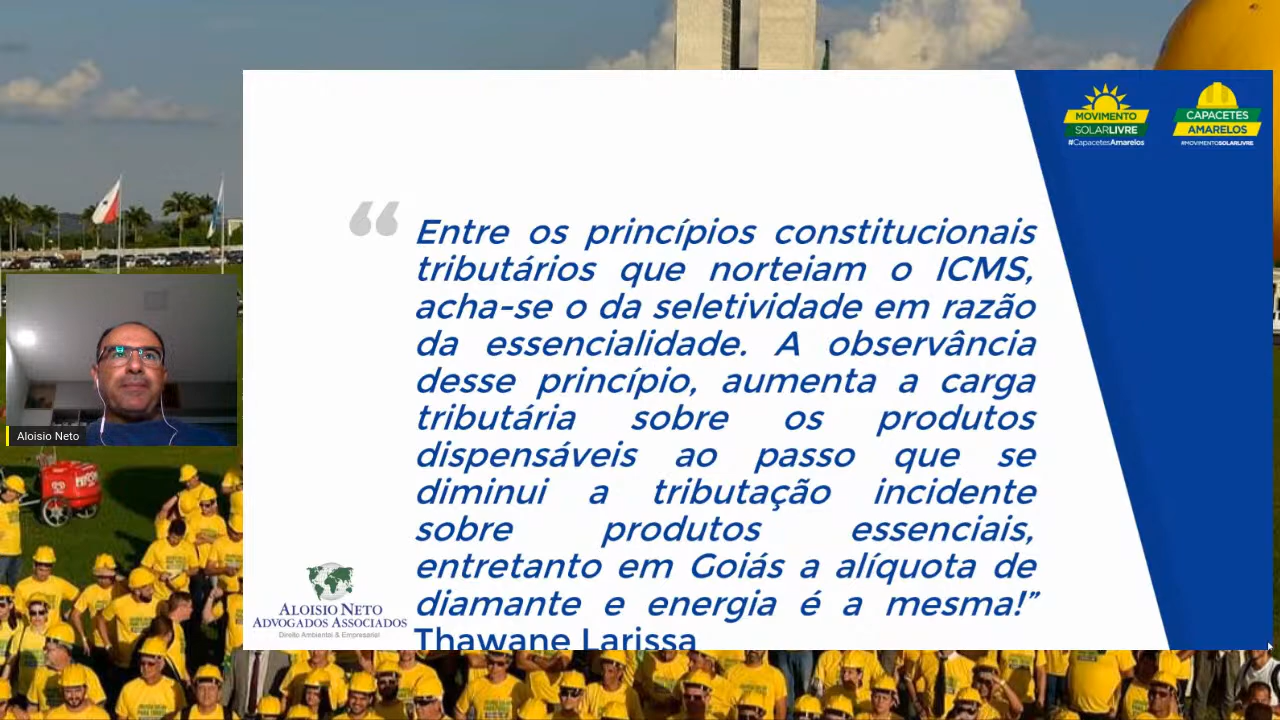 MOVIMENTO
SOLARLIVRE
#CapacetesAmarelos
CAPACETES
AMARELOS
#MOVIMENTOSOLARLIVRE
“
Entre os princípios constitucionais
tributários que norteiam o ICMS,
acha-se o da seletividade em razão
da essencialidade. A observância
desse princípio, aumenta a carga
tributária sobre os produtos
dispensáveis ao passo que se
diminui a tributação incidente
sobre produtos essenciais,
entretanto em Goiás a alíquota de
diamante e energia é a mesma!”
Thawane Larissa
Aloisio Neto
ALOISIO NETO
ADVOGADOS ASSOCIADOS
Direito Ambiental & Empresarial